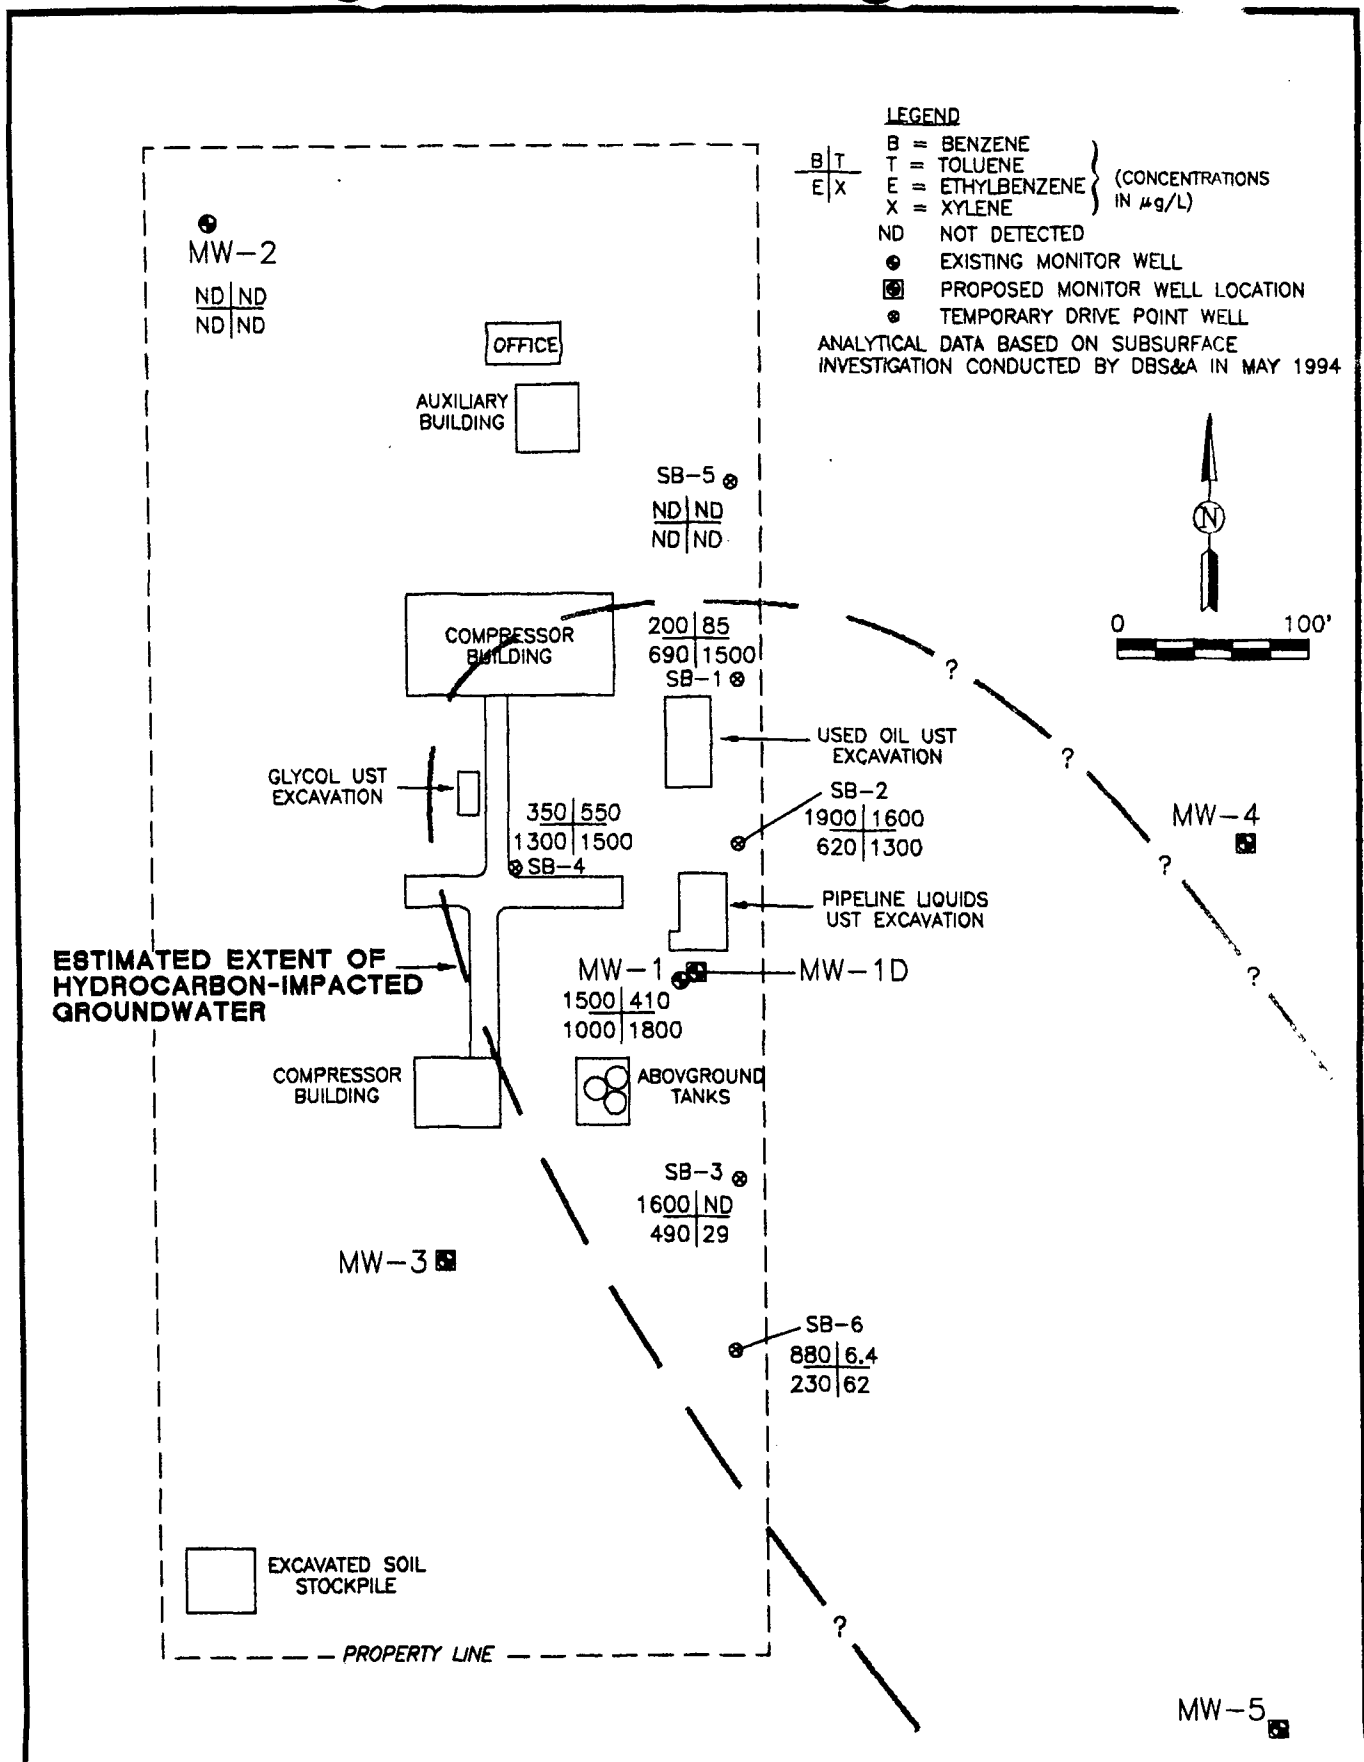 LEGEND
B|T
E|X
B = BENZENE
T = TOLUENE
E = ETHYLBENZENE
X = XYLENE
(CONCENTRATIONS
IN µg/L)
ND NOT DETECTED
EXISTING MONITOR WELL
PROPOSED MONITOR WELL LOCATION
TEMPORARY DRIVE POINT WELL
ANALYTICAL DATA BASED ON SUBSURFACE
INVESTIGATION CONDUCTED BY DBS&A IN MAY 1994
MW-2
ND|ND
ND|ND
OFFICE
AUXILIARY
BUILDING
SB-5
ND|ND
ND|ND
N
0 100'
COMPRESSOR
BUILDING
200|85
690|1500
SB-1
?
USED OIL UST
EXCAVATION
?
GLYCOL UST
EXCAVATION
SB-2
1900|1600
620|1300
350|550
1300|1500
SB-4
MW-4
?
PIPELINE LIQUIDS
UST EXCAVATION
ESTIMATED EXTENT OF
HYDROCARBON-IMPACTED
GROUNDWATER
MW-1
1500|410
1000|1800
MW-1D
?
COMPRESSOR
BUILDING
ABOVGROUND
TANKS
SB-3
1600|ND
490|29
MW-3
SB-6
880|6.4
230|62
EXCAVATED SOIL
STOCKPILE
?
PROPERTY LINE
MW-5